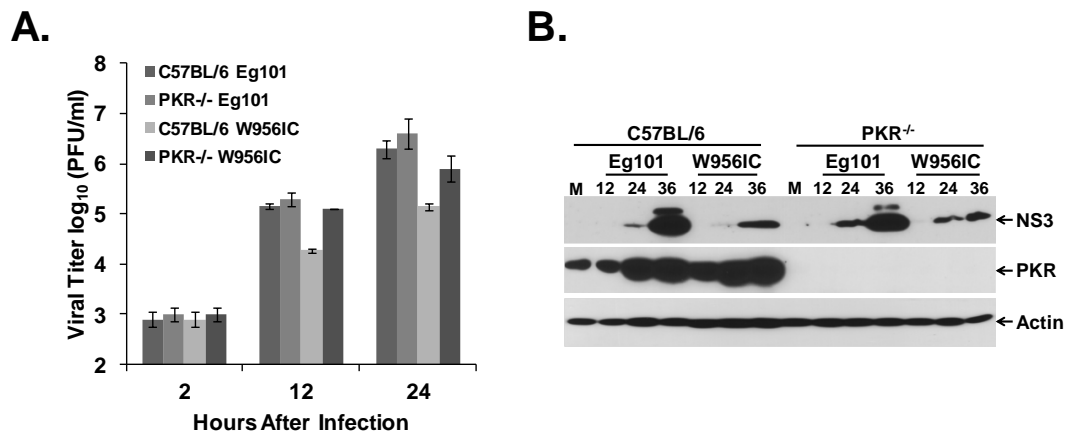 A.
Viral Titer log10 (PFU/ml)
8
7
6
5
4
3
2
C57BL/6 Eg101
PKR-/- Eg101
C57BL/6 W956IC
PKR-/- W956IC
2 12 24
Hours After Infection
B.
C57BL/6 PKR-/-
Eg101 W956IC Eg101 W956IC
M 12 24 36 12 24 36 M 12 24 36 12 24 36
NS3
PKR
Actin